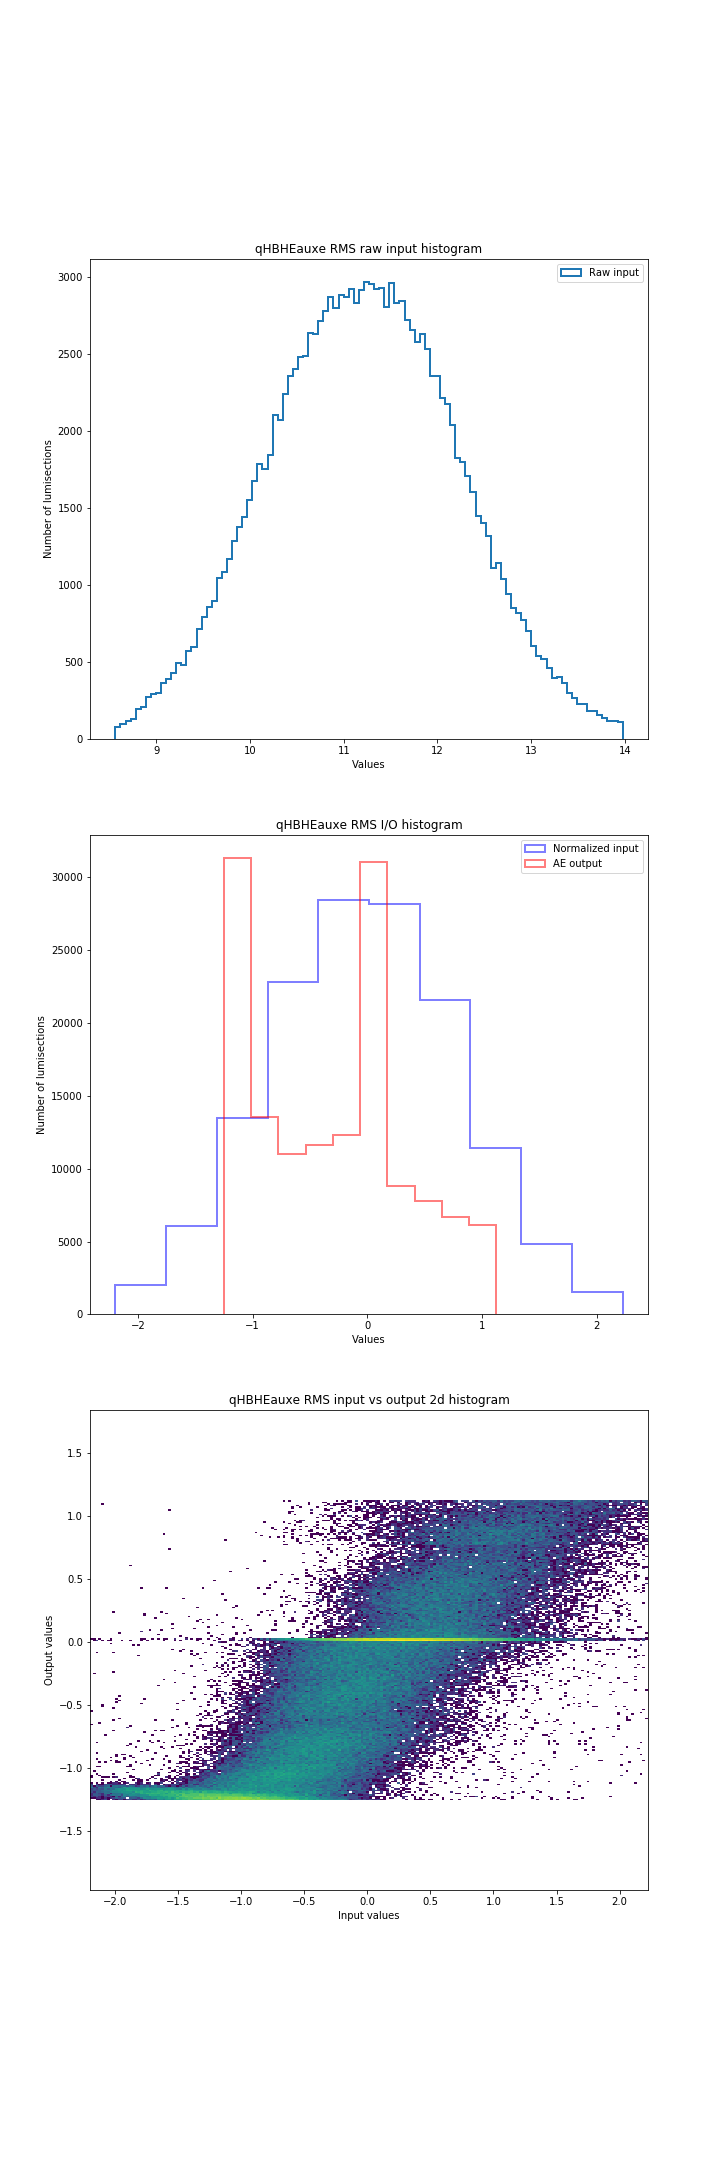 qHBHEauxe RMS raw input histogram
Raw input
3000
2500
2000
1500
1000
500
0
Number of lumisections
9 10 11 12 13 14
Values
qHBHEauxe RMS I/O histogram
Normalized input
AE output
30000
25000
20000
15000
10000
5000
0
Number of lumisections
−2 −1 0 1 2
Values
qHBHEauxe RMS input vs output 2d histogram
1.5
1.0
0.5
0.0
−0.5
−1.0
−1.5
Output values
−2.0 −1.5 −1.0 −0.5 0.0 0.5 1.0 1.5 2.0
Input values